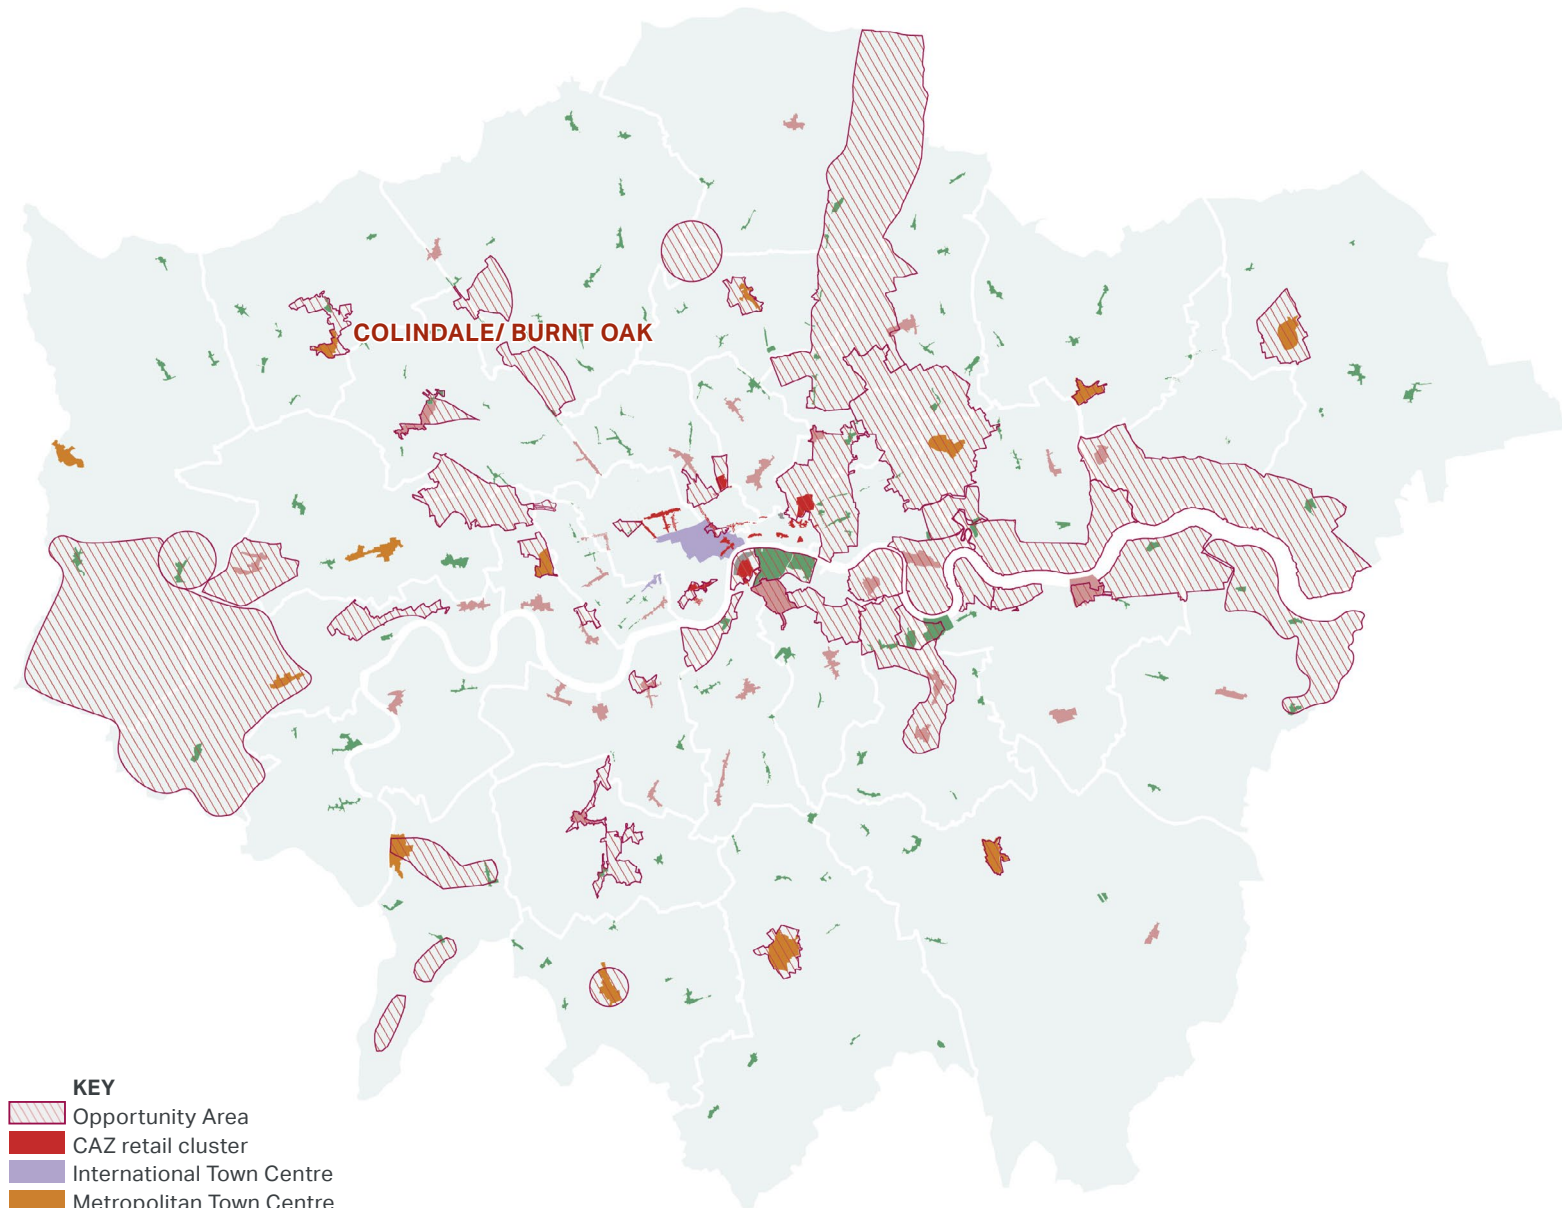 COLINDALE/ BURNT OAK
KEY
Opportunity Area
CAZ retail cluster
International Town Centre
Metropolitan Town Centre